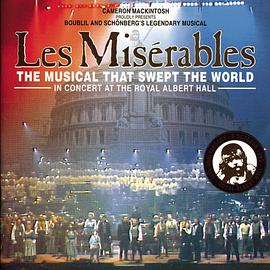 CAMERON MACKINTOSH
PROUDLY PRESENTS
BOUBLIL AND SCHÖNBERG'S LEGENDARY MUSICAL
Les Misérables
THE MUSICAL THAT SWEPT THE WORLD
IN CONCERT AT THE ROYAL ALBERT HALL